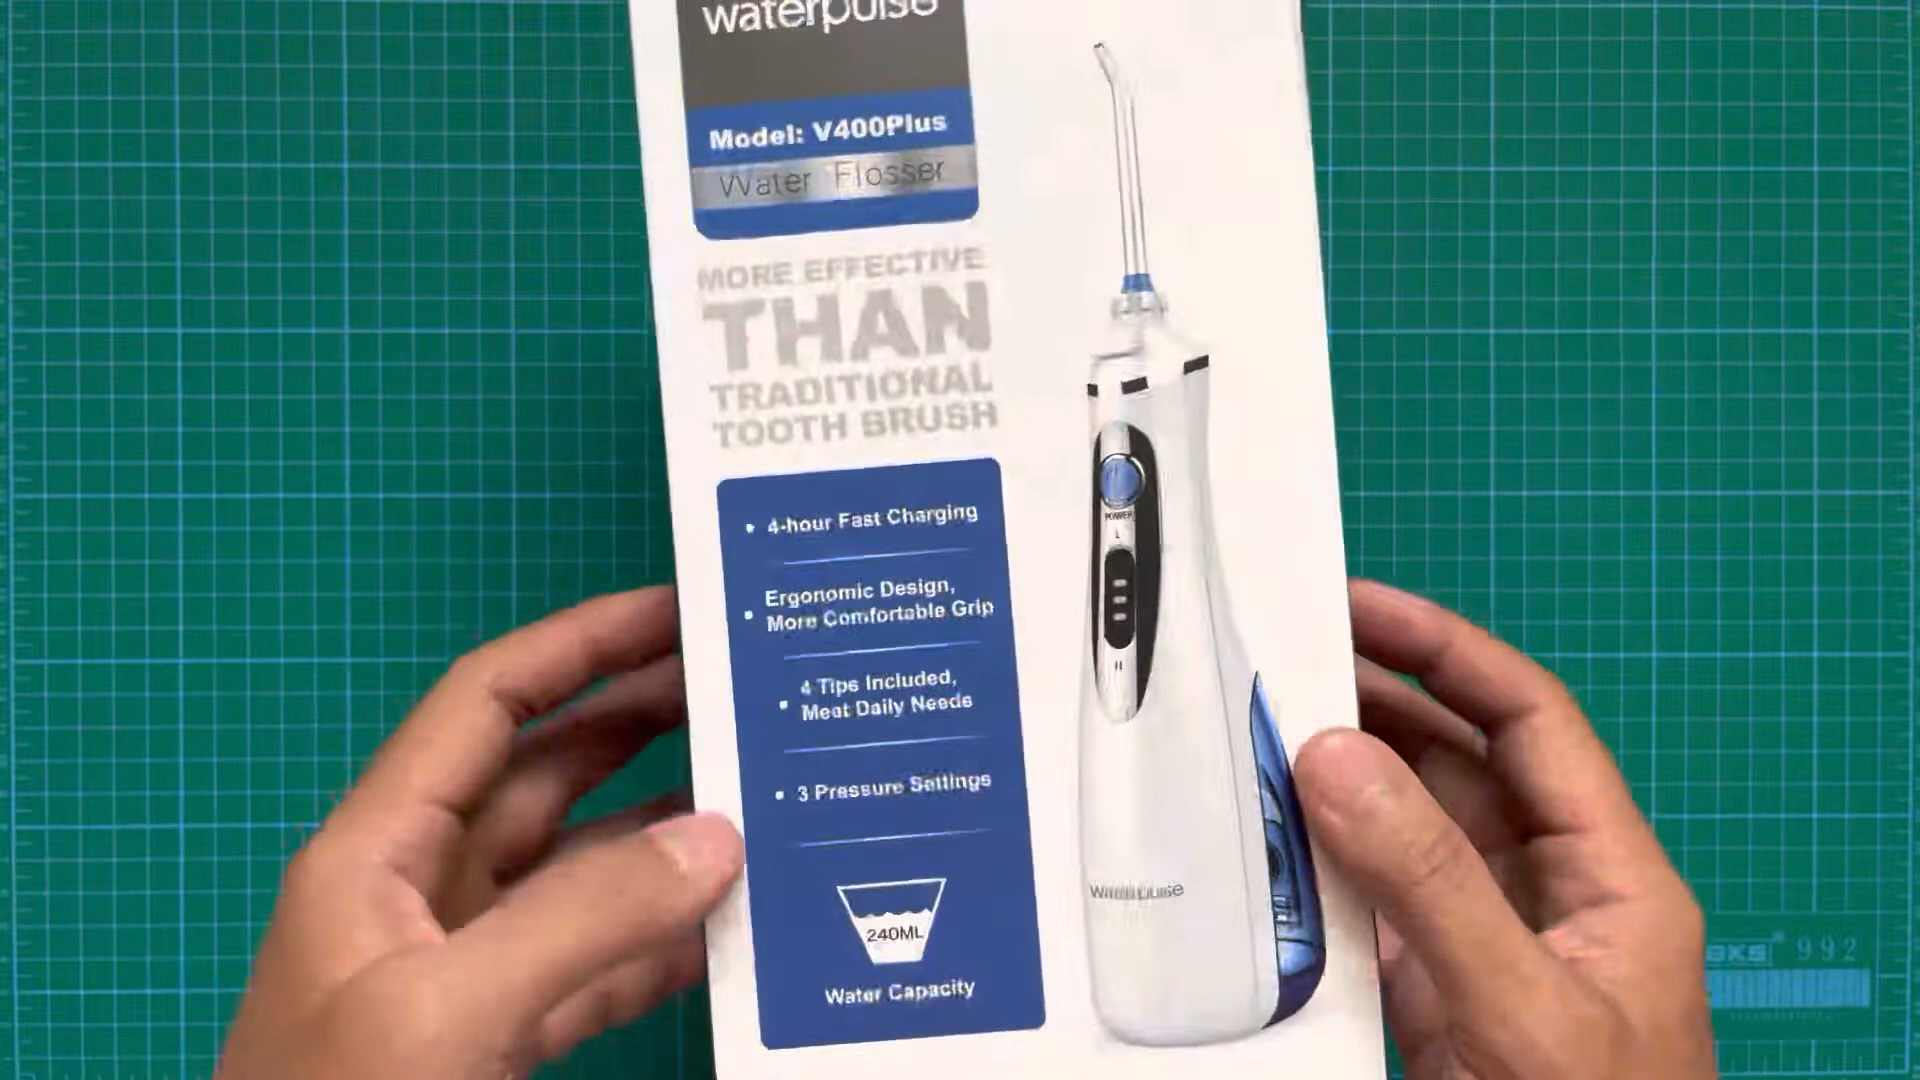 waterpulse
Model: V400Plus
Water Flosser
MORE EFFECTIVE
THAN
TRADITIONAL
TOOTH BRUSH
• 4-hour Fast Charging
• Ergonomic Design,
More Comfortable Grip
• 4 Tips Included,
Meet Daily Needs
• 3 Pressure Settings
240ML
Water Capacity
POWER
L
H
waterpulse
992